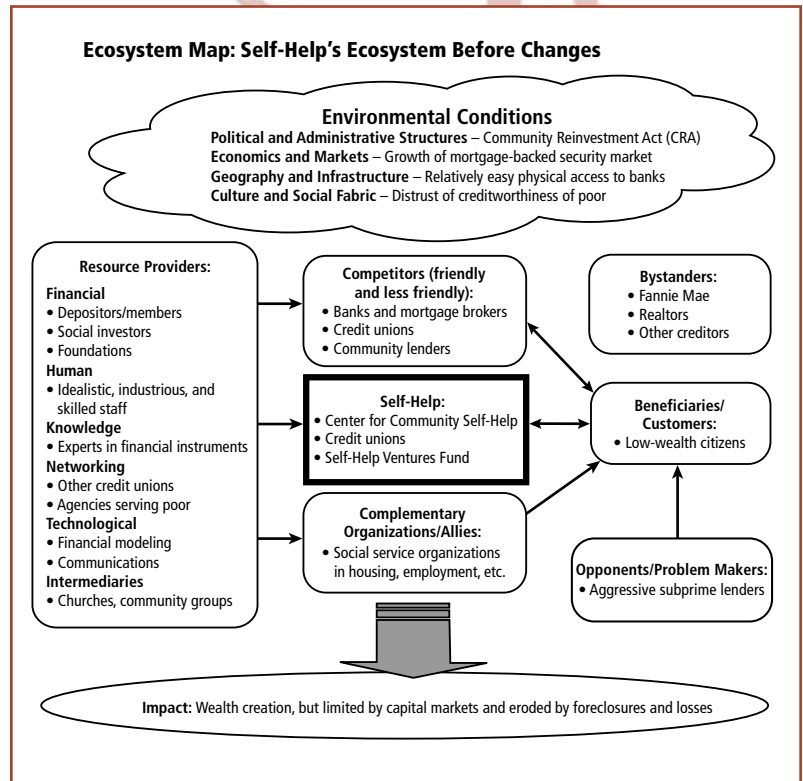 Ecosystem Map: Self-Help’s Ecosystem Before Changes
Environmental Conditions
Political and Administrative Structures – Community Reinvestment Act (CRA)
Economics and Markets – Growth of mortgage-backed security market
Geography and Infrastructure – Relatively easy physical access to banks
Culture and Social Fabric – Distrust of creditworthiness of poor
Resource Providers:
Financial
• Depositors/members
• Social investors
• Foundations
Human
• Idealistic, industrious, and
skilled staff
Knowledge
• Experts in financial instruments
Networking
• Other credit unions
• Agencies serving poor
Technological
• Financial modeling
• Communications
Intermediaries
• Churches, community groups
Competitors (friendly
and less friendly):
• Banks and mortgage brokers
• Credit unions
• Community lenders
Self-Help:
• Center for Community Self-Help
• Credit unions
• Self-Help Ventures Fund
Complementary
Organizations/Allies:
• Social service organizations
in housing, employment, etc.
Bystanders:
• Fannie Mae
• Realtors
• Other creditors
Beneficiaries/
Customers:
• Low-wealth citizens
Opponents/Problem Makers:
• Aggressive subprime lenders
Impact: Wealth creation, but limited by capital markets and eroded by foreclosures and losses